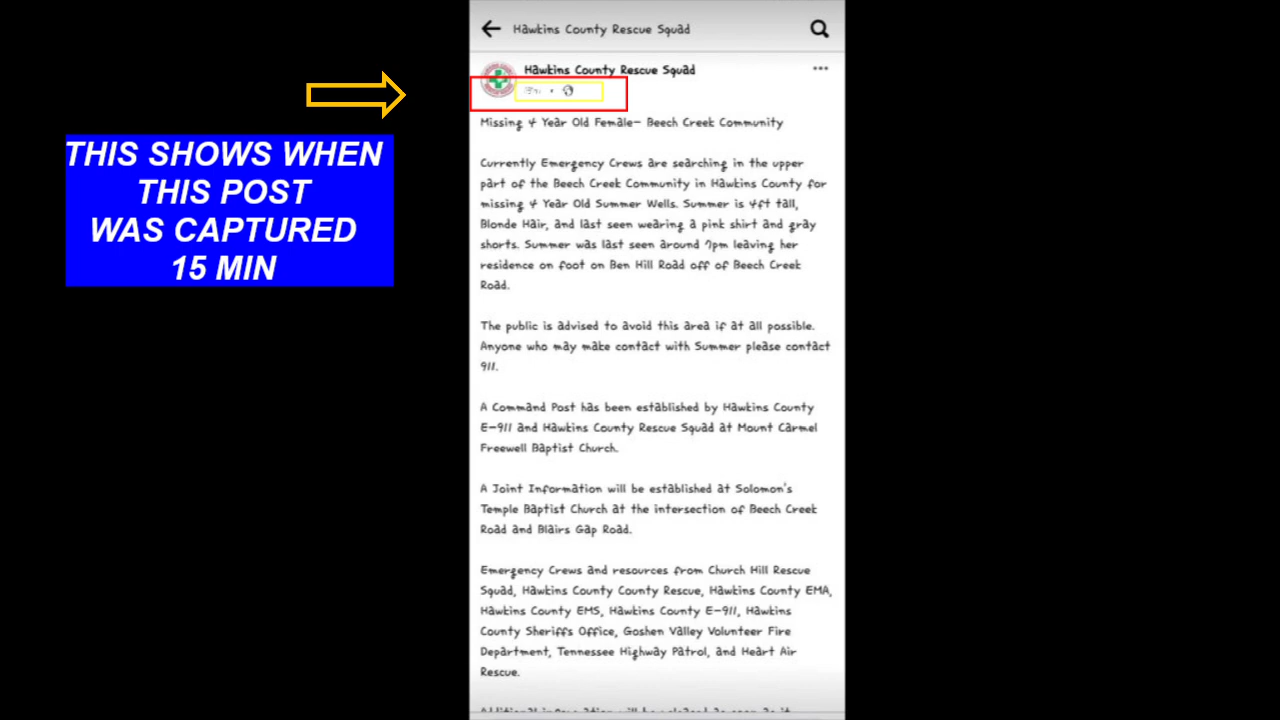 Hawkins County Rescue Squad
Hawkins County Rescue Squad
THIS SHOWS WHEN
THIS POST
WAS CAPTURED
15 MIN
Missing 4 Year Old Female- Beech Creek Community
Currently Emergency Crews are searching in the upper
part of the Beech Creek Community in Hawkins County for
missing 4 Year Old Summer Wells. Summer is 4ft tall,
Blonde Hair, and last seen wearing a pink shirt and gray
shorts. Summer was last seen around 7pm leaving her
residence on foot on Ben Hill Road off of Beech Creek
Road.
The public is advised to avoid this area if at all possible.
Anyone who may make contact with Summer please contact
911.
A Command Post has been established by Hawkins County
E-911 and Hawkins County Rescue Squad at Mount Carmel
Freewell Baptist Church.
A Joint Information will be established at Solomon's
Temple Baptist Church at the intersection of Beech Creek
Road and Blairs Gap Road.
Emergency Crews and resources from Church Hill Rescue
Squad, Hawkins County County Rescue, Hawkins County EMA,
Hawkins County EMS, Hawkins County E-911, Hawkins
County Sheriffs Office, Goshen Valley Volunteer Fire
Department, Tennessee Highway Patrol, and Heart Air
Rescue.